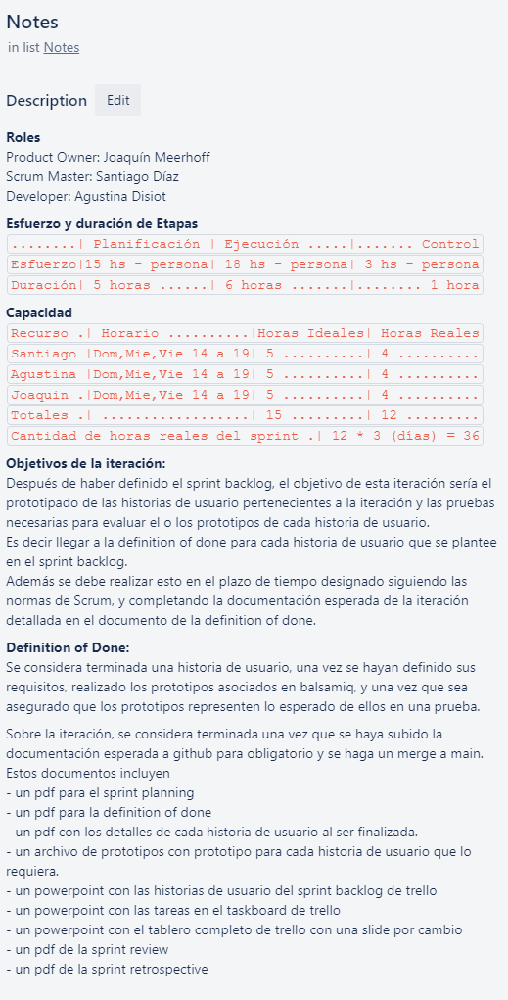 Notes
in list Notes
Description Edit
Roles
Product Owner: Joaquín Meerhoff
Scrum Master: Santiago Díaz
Developer: Agustina Disiot
Esfuerzo y duración de Etapas
........| Planificación | Ejecución .....|....... Control
Esfuerzo|15 hs - persona| 18 hs - persona| 3 hs - persona
Duración| 5 horas ......| 6 horas .......|........ 1 hora
Capacidad
Recurso .| Horario ..........|Horas Ideales| Horas Reales
Santiago |Dom,Mie,Vie 14 a 19| 5 ..........| 4 ..........
Agustina |Dom,Mie,Vie 14 a 19| 5 ..........| 4 ..........
Joaquin .|Dom,Mie,Vie 14 a 19| 5 ..........| 4 ..........
Totales .| ..................| 15 .........| 12 .........
Cantidad de horas reales del sprint .| 12 * 3 (días) = 36
Objetivos de la iteración:
Después de haber definido el sprint backlog, el objetivo de esta iteración sería el
prototipado de las historias de usuario pertenecientes a la iteración y las pruebas
necesarias para evaluar el o los prototipos de cada historia de usuario.
Es decir llegar a la definition of done para cada historia de usuario que se plantee
en el sprint backlog.
Además se debe realizar esto en el plazo de tiempo designado siguiendo las
normas de Scrum, y completando la documentación esperada de la iteración
detallada en el documento de la definition of done.
Definition of Done:
Se considera terminada una historia de usuario, una vez se hayan definido sus
requisitos, realizado los prototipos asociados en balsamiq, y una vez que sea
asegurado que los prototipos representen lo esperado de ellos en una prueba.
Sobre la iteración, se considera terminada una vez que se haya subido la
documentación esperada a github para obligatorio y se haga un merge a main.
Estos documentos incluyen
- un pdf para el sprint planning
- un pdf para la definition of done
- un pdf con los detalles de cada historia de usuario al ser finalizada.
- un archivo de prototipos con prototipo para cada historia de usuario que lo
requiera.
- un powerpoint con las historias de usuario del sprint backlog de trello
- un powerpoint con las tareas en el taskboard de trello
- un powerpoint con el tablero completo de trello con una slide por cambio
- un pdf de la sprint review
- un pdf de la sprint retrospective